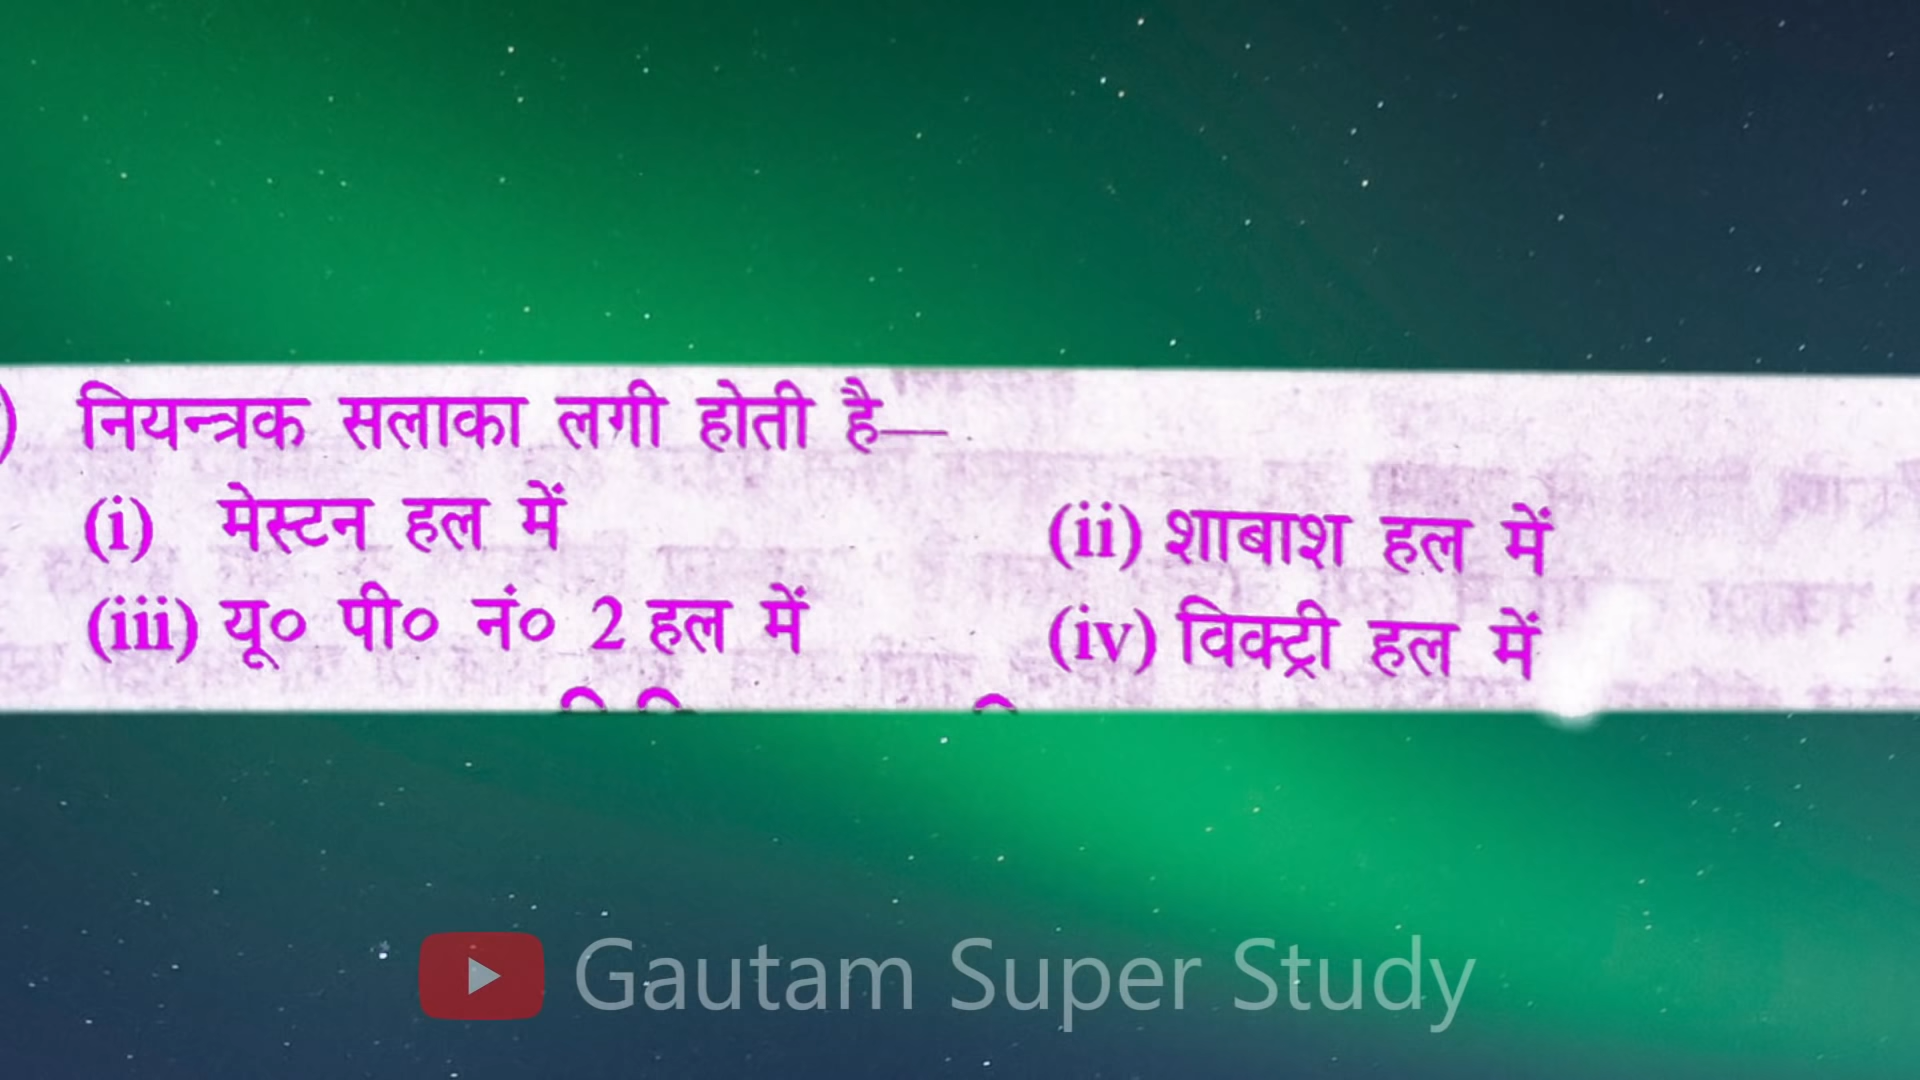 ) नियन्त्रक सलाका लगी होती है—
(i) मेस्टन हल में (ii) शाबाश हल में
(iii) यू० पी० नं० 2 हल में (iv) विक्ट्री हल में
Gautam Super Study